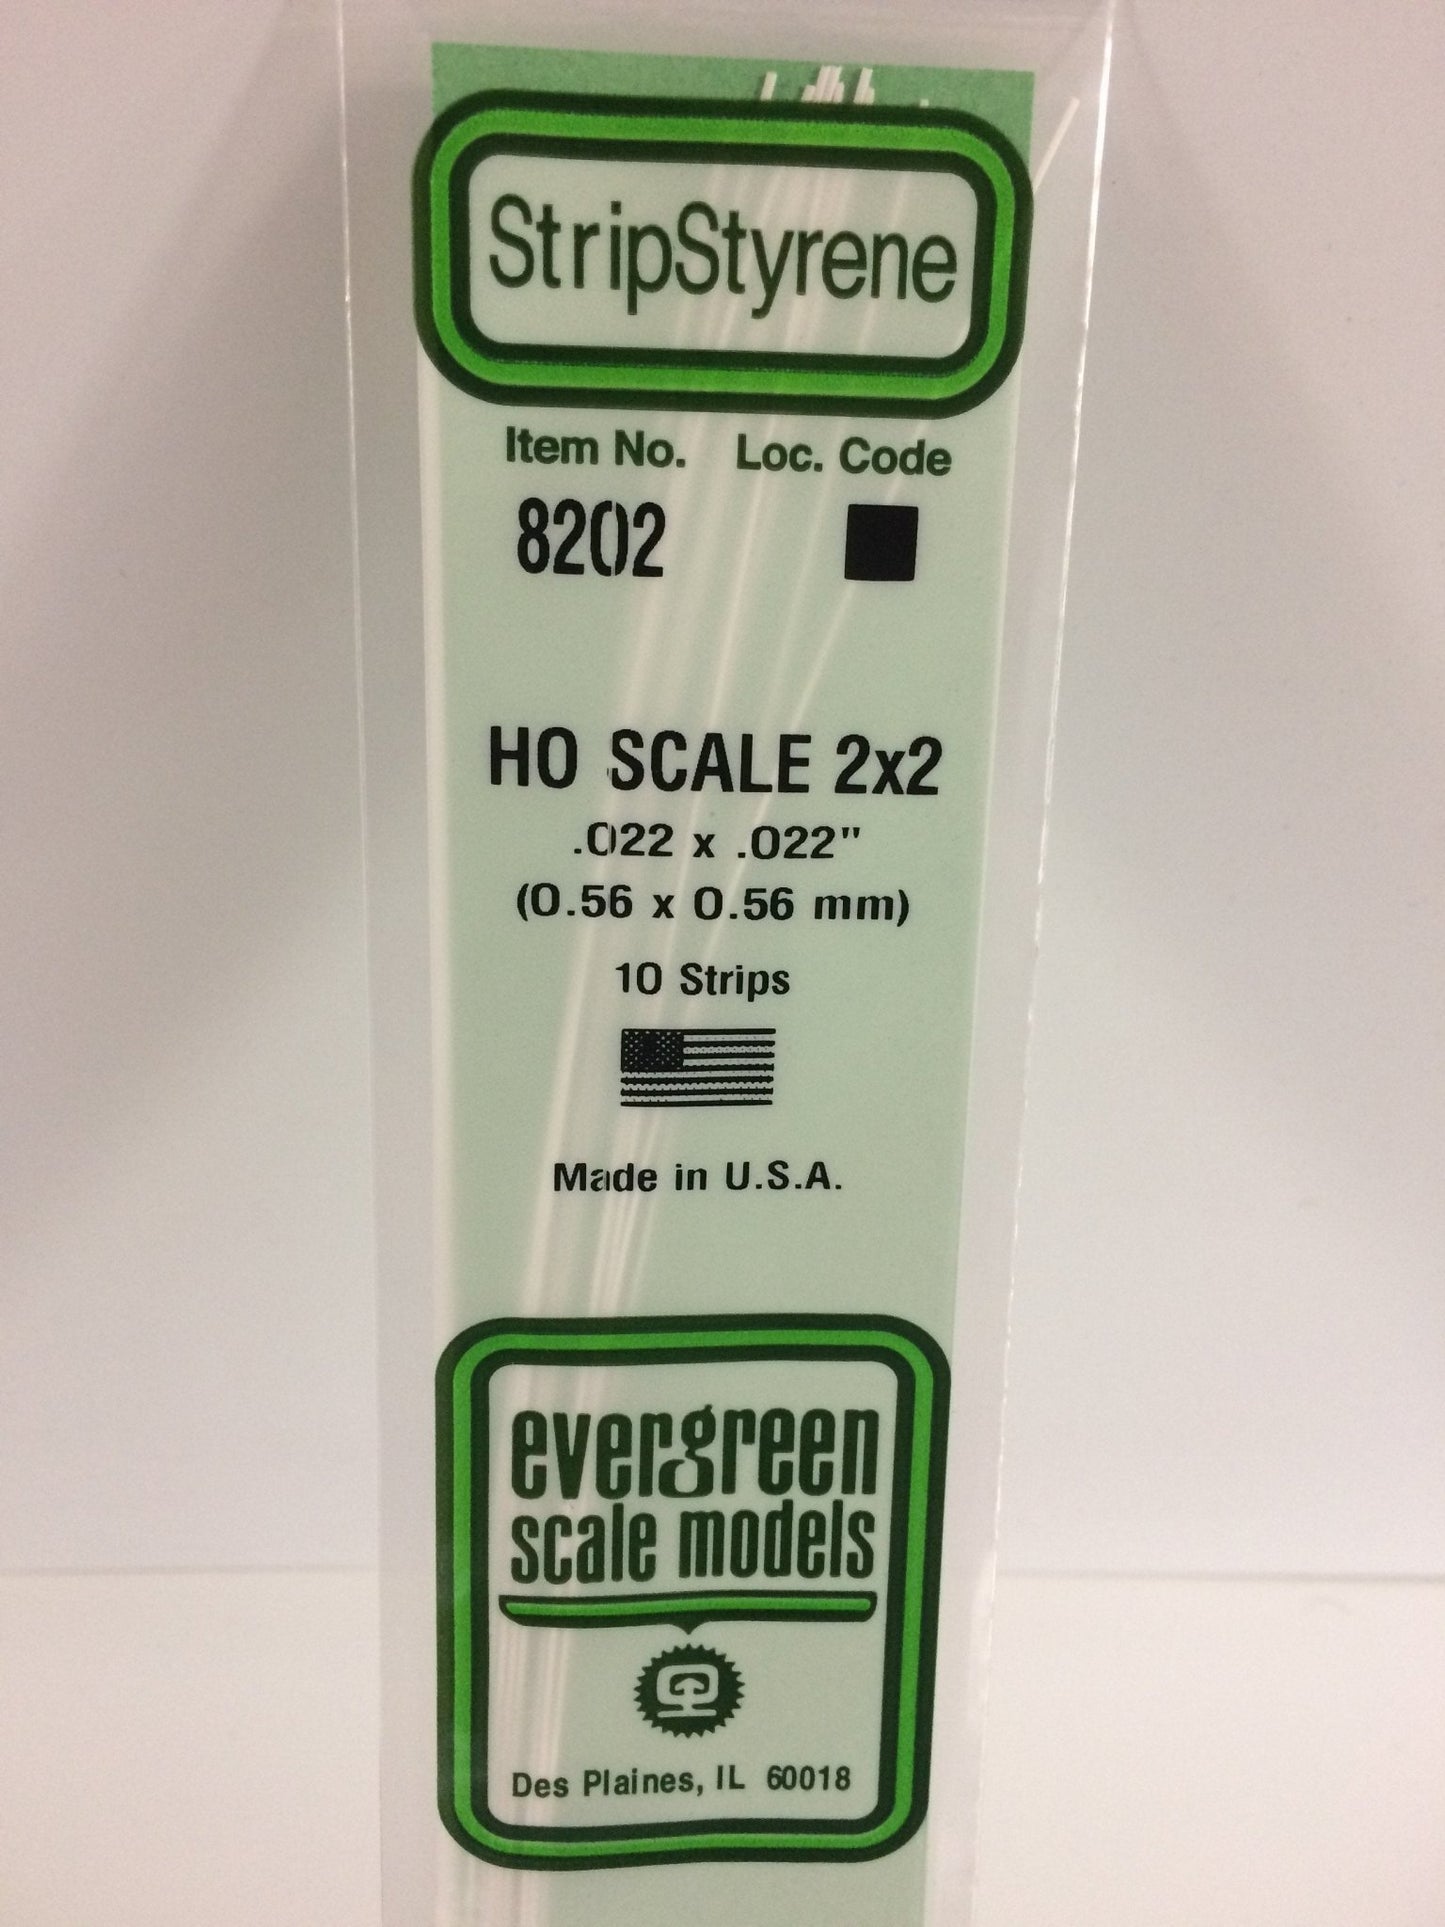 StripStyrene
Item No. Loc. Code
8202
HO SCALE 2x2
.022 x .022"
(0.56 x 0.56 mm)
10 Strips
Made in U.S.A.
evergreen
scale models
Des Plaines, IL 60018